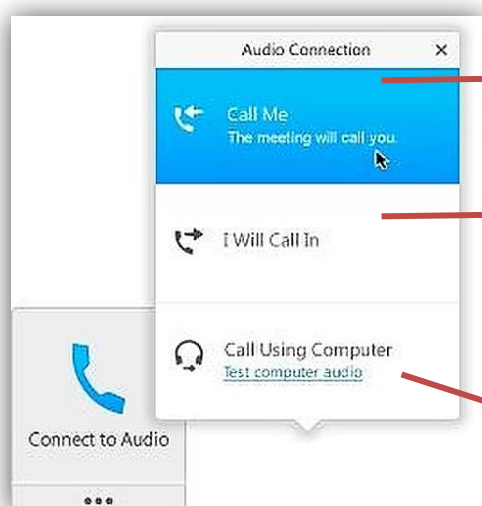 Audio Connection
Call Me
The meeting will call you.
I Will Call In
Call Using Computer
Test computer audio
Connect to Audio